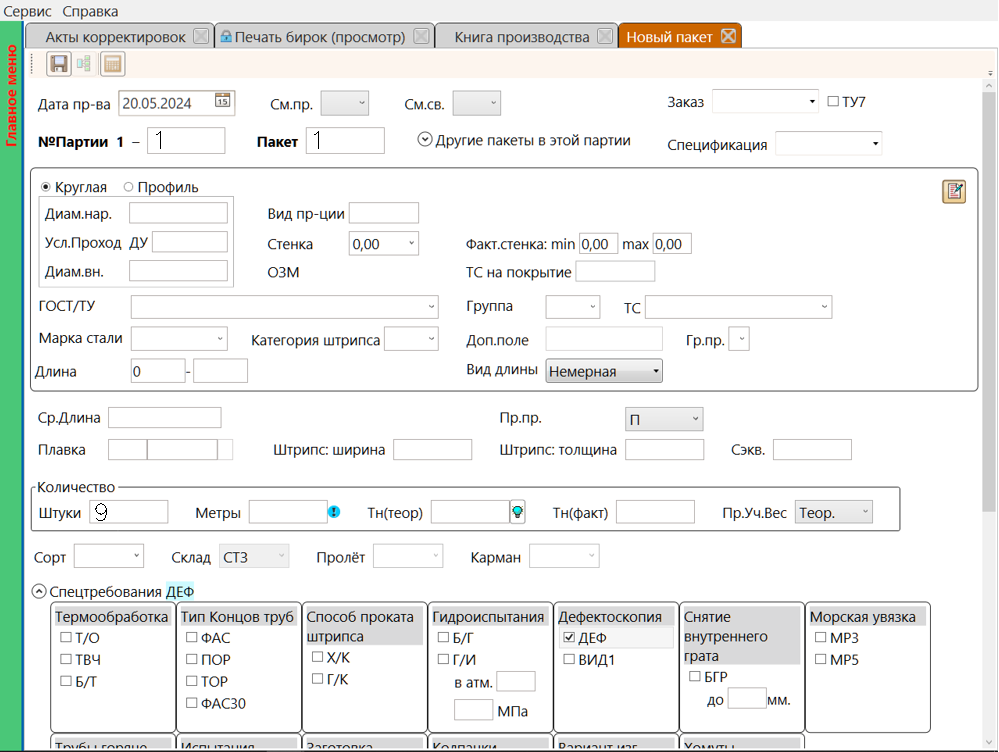 Сервис Справка
Главное меню
Акты корректировок Печать бирок (просмотр) Книга производства Новый пакет
Дата пр-ва 20.05.2024 15 См.пр. См.св. Заказ ТУ7
№Партии 1 – 1 Пакет 1 Другие пакеты в этой партии Спецификация
Круглая Профиль
Диам.нар. Вид пр-ции
Усл.Проход ДУ Стенка 0,00 Факт.стенка: min 0,00 max 0,00
Диам.вн. ОЗМ ТС на покрытие
ГОСТ/ТУ Группа ТС
Марка стали Категория штрипса Доп.поле Гр.пр.
Длина 0 - Вид длины Немерная
Ср.Длина Пр.пр. П
Плавка Штрипс: ширина Штрипс: толщина Сэкв.
Количество
Штуки 9 Метры Тн(теор) Тн(факт) Пр.Уч.Вес Теор.
Сорт Склад СТ3 Пролёт Карман
Спецтребования ДЕФ
Термообработка Тип Концов труб Способ проката штрипса Гидроиспытания Дефектоскопия Снятие внутреннего грата Морская увязка
Т/О ФАС Х/К Б/Г ДЕФ БГР МР3
ТВЧ ПОР Г/К Г/И ВИД1 до мм. МР5
Б/Т ТОР в атм.
ФАС30 МПа
Трубы горяче Испытания Заготовка Колпачки Вариант изг. Хомуты